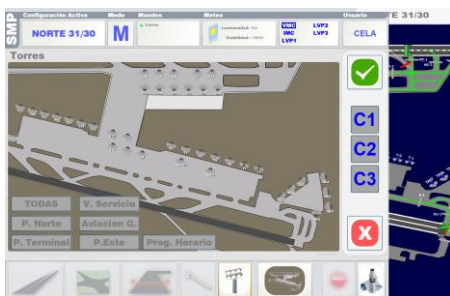 SMP
Configuración Activa
NORTE 31/30
Modo
M
Mandos
Meteo
VMC
IMC
LVP1
LVP2
LVP3
Usuario
CELA
E 31/30
Torres
C1
C2
C3
X
TODAS
V. Servicio
P. Norte
Aviacion G.
P. Terminal
P.Este
Prog. Horario